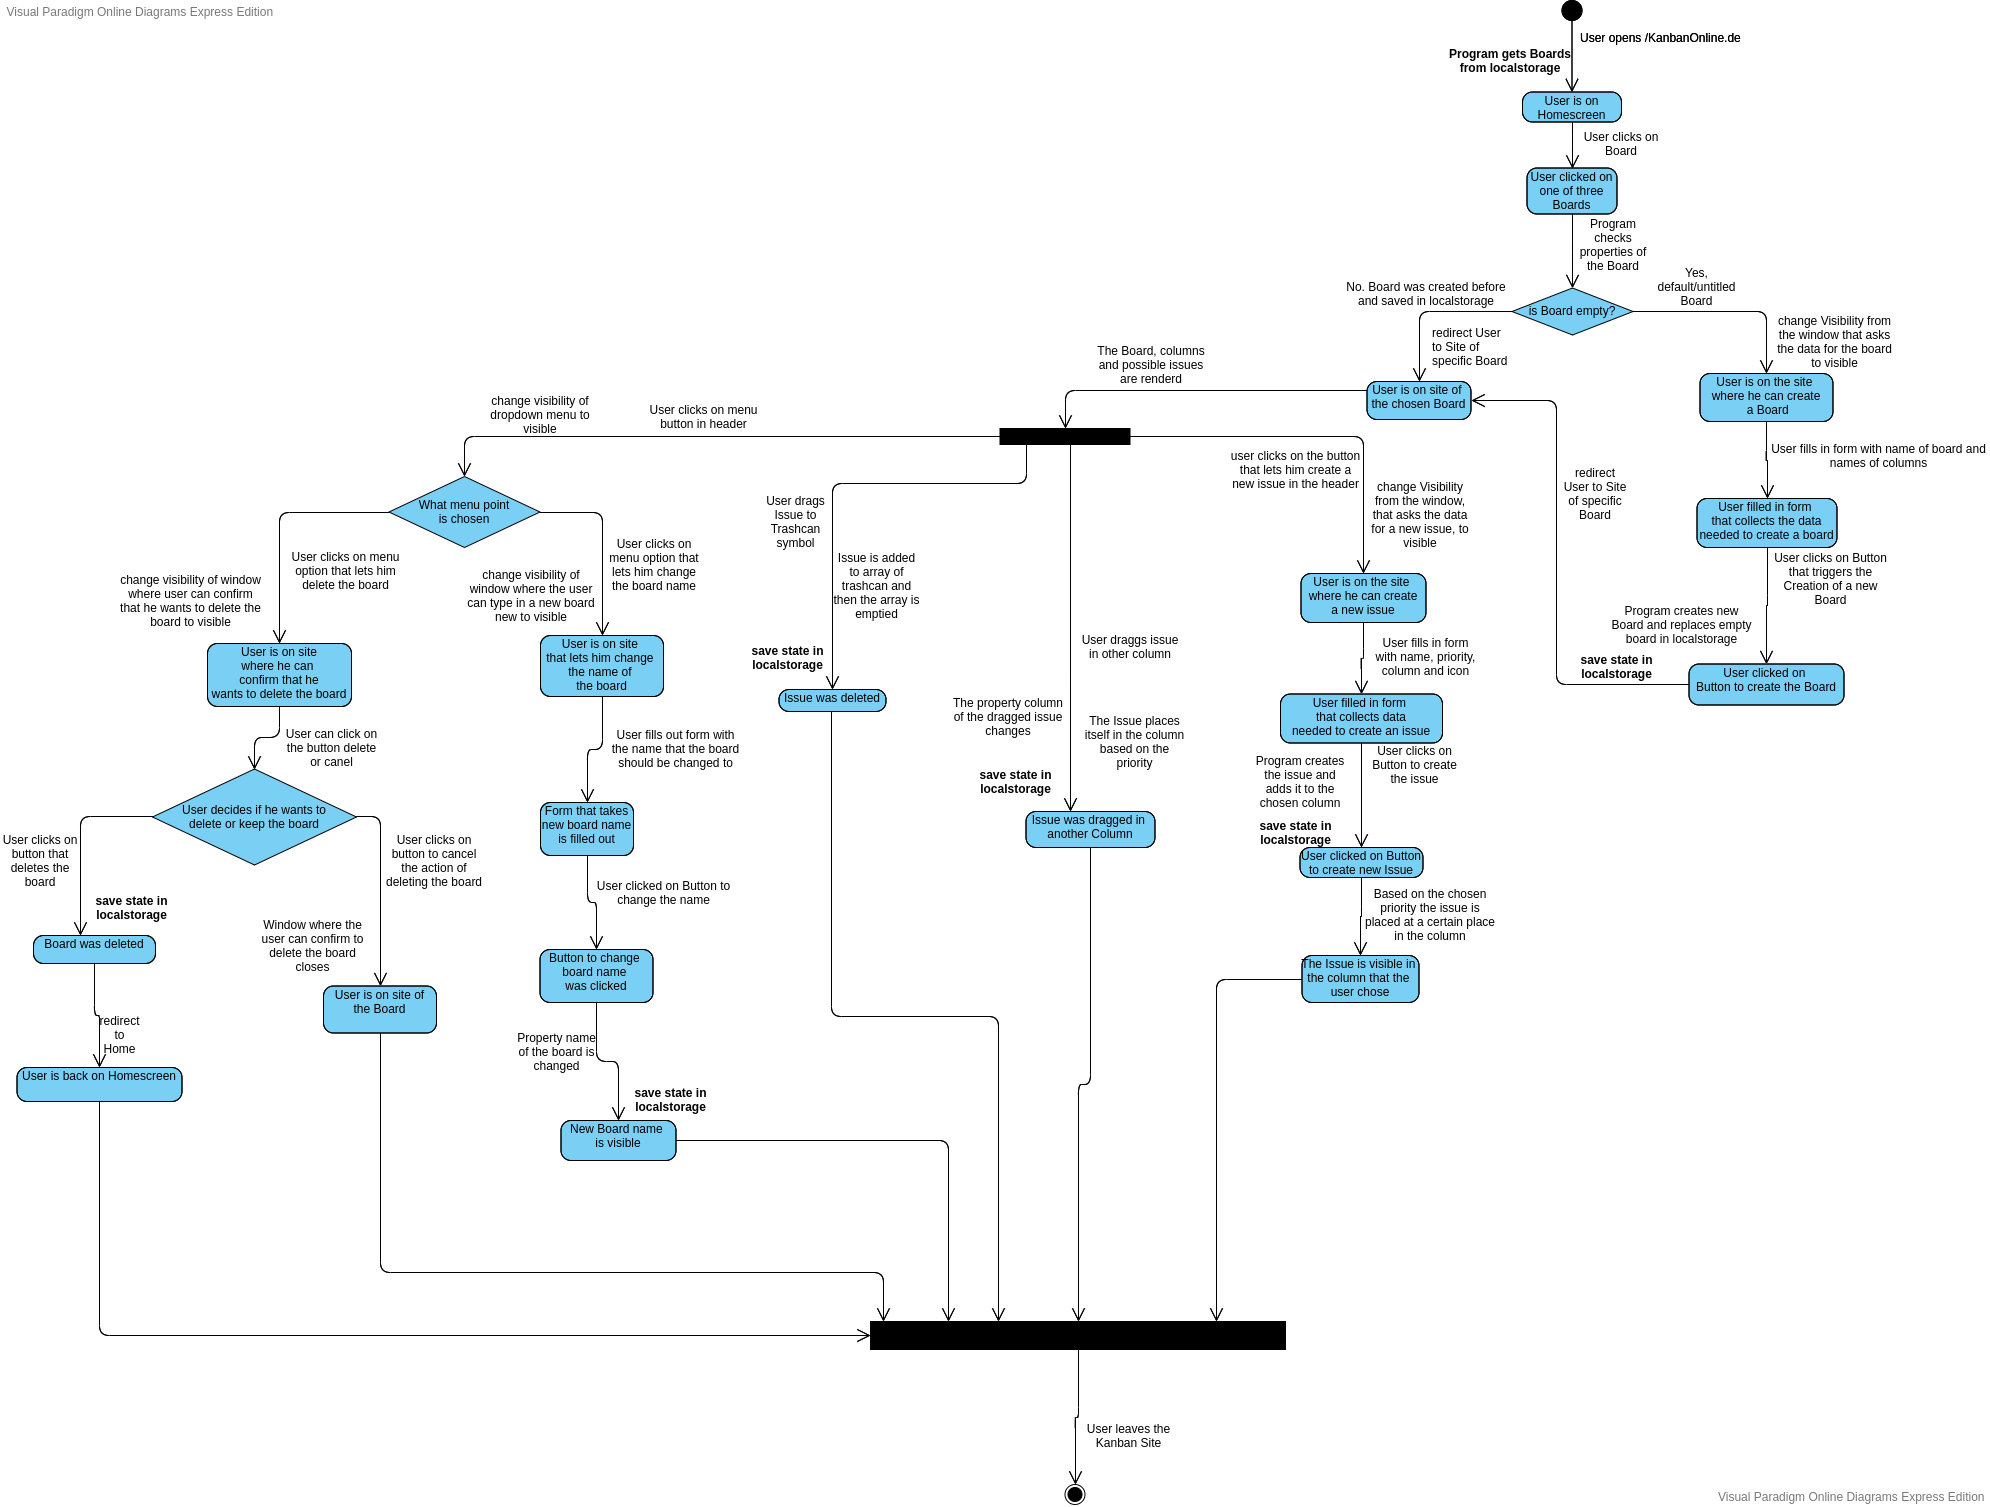 Visual Paradigm Online Diagrams Express Edition
User opens /KanbanOnline.de
Program gets Boards
from localstorage
User is on
Homescreen
User clicks on
Board
User clicked on
one of three
Boards
Program
checks
properties of
the Board
is Board empty?
No. Board was created before
and saved in localstorage
Yes,
default/untitled
Board
redirect User
to Site of
specific Board
change Visibility from
the window that asks
the data for the board
to visible
User is on site of
the chosen Board
User is on the site
where he can create
a Board
User fills in form with name of board and
names of columns
User filled in form
that collects the data
needed to create a board
User clicks on Button
that triggers the
Creation of a new
Board
Program creates new
Board and replaces empty
board in localstorage
save state in
localstorage
User clicked on
Button to create the Board
redirect
User to Site
of specific
Board
The Board, columns
and possible issues
are renderd
change visibility of
dropdown menu to
visible
User clicks on menu
button in header
What menu point
is chosen
User clicks on menu
option that lets him
delete the board
change visibility of window
where user can confirm
that he wants to delete the
board to visible
User is on site
where he can
confirm that he
wants to delete the board
User can click on
the button delete
or canel
User decides if he wants to
delete or keep the board
User clicks on
button that
deletes the
board
save state in
localstorage
Board was deleted
redirect
to
Home
User is back on Homescreen
User clicks on
button to cancel
the action of
deleting the board
Window where the
user can confirm to
delete the board
closes
User is on site of
the Board
User clicks on
menu option that
lets him change
the board name
change visibility of
window where the user
can type in a new board
new to visible
User is on site
that lets him change
the name of
the board
User fills out form with
the name that the board
should be changed to
Form that takes
new board name
is filled out
User clicked on Button to
change the name
Button to change
board name
was clicked
Property name
of the board is
changed
save state in
localstorage
New Board name
is visible
User drags
Issue to
Trashcan
symbol
Issue is added
to array of
trashcan and
then the array is
emptied
save state in
localstorage
Issue was deleted
User draggs issue
in other column
The property column
of the dragged issue
changes
The Issue places
itself in the column
based on the
priority
save state in
localstorage
Issue was dragged in
another Column
user clicks on the button
that lets him create a
new issue in the header
change Visibility
from the window,
that asks the data
for a new issue, to
visible
User is on the site
where he can create
a new issue
User fills in form
with name, priority,
column and icon
User filled in form
that collects data
needed to create an issue
User clicks on
Button to create
the issue
Program creates
the issue and
adds it to the
chosen column
save state in
localstorage
User clicked on Button
to create new Issue
Based on the chosen
priority the issue is
placed at a certain place
in the column
The Issue is visible in
the column that the
user chose
User leaves the
Kanban Site
Visual Paradigm Online Diagrams Express Edition